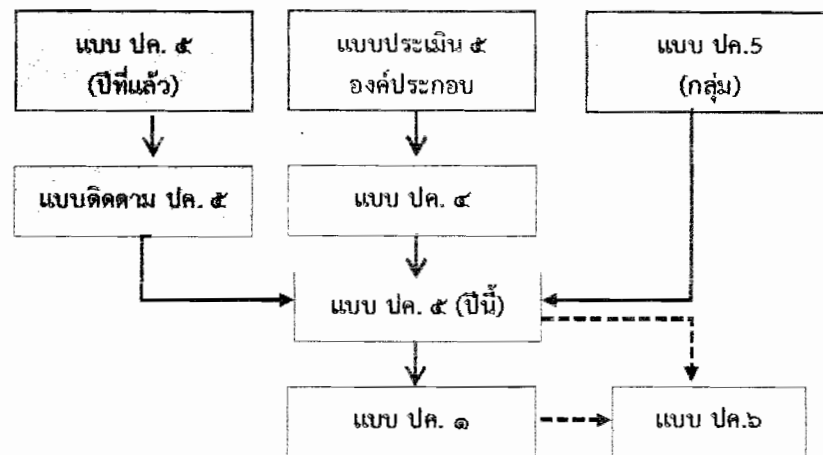 แบบ ปค. ๕
(ปีที่แล้ว)
แบบประเมิน ๕
องค์ประกอบ
แบบ ปค.5
(กลุ่ม)
แบบติดตาม ปค. ๕
แบบ ปค. ๔
แบบ ปค. ๕ (ปีนี้)
แบบ ปค. ๑
แบบ ปค.๖